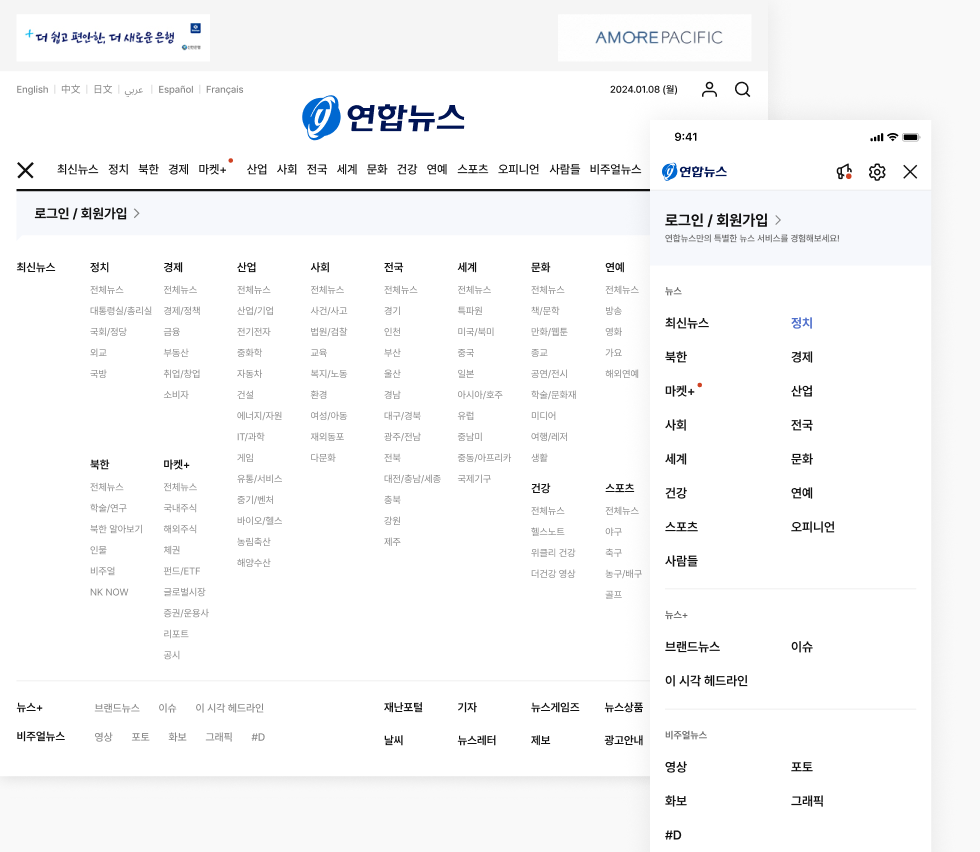 더 쉽고 편안한, 더 새로운 은행
신한은행
AMOREPACIFIC
English 中文 日文 عربي Español Français
2024.01.08 (월)
연합뉴스
최신뉴스 정치 북한 경제 마켓+ 산업 사회 전국 세계 문화 건강 연예 스포츠 오피니언 사람들 비주얼뉴스
로그인 / 회원가입
최신뉴스
정치
전체뉴스
대통령실/총리실
국회/정당
외교
국방
북한
전체뉴스
학술/연구
북한 알아보기
인물
비주얼
NK NOW
경제
전체뉴스
경제/정책
금융
부동산
취업/창업
소비자
마켓+
전체뉴스
국내주식
해외주식
채권
펀드/ETF
글로벌시장
증권/운용사
리포트
공시
산업
전체뉴스
산업/기업
전기전자
중화학
자동차
건설
에너지/자원
IT/과학
게임
유통/서비스
중기/벤처
바이오/헬스
농림축산
해양수산
사회
전체뉴스
사건/사고
법원/검찰
교육
복지/노동
환경
여성/아동
재외동포
다문화
전국
전체뉴스
경기
인천
부산
울산
경남
대구/경북
광주/전남
전북
대전/충남/세종
충북
강원
제주
세계
전체뉴스
특파원
미국/북미
중국
일본
아시아/호주
유럽
중남미
중동/아프리카
국제기구
문화
전체뉴스
책/문학
만화/웹툰
종교
공연/전시
학술/문화재
미디어
여행/레저
생활
건강
전체뉴스
헬스노트
위클리 건강
더건강 영상
연예
전체뉴스
방송
영화
가요
해외연예
스포츠
전체뉴스
야구
축구
농구/배구
골프
뉴스+ 브랜드뉴스 이슈 이 시각 헤드라인
비주얼뉴스 영상 포토 화보 그래픽 #D
재난포털 기자 뉴스게임즈 뉴스상품
날씨 뉴스레터 제보 광고안내
9:41
연합뉴스
로그인 / 회원가입
연합뉴스만의 특별한 뉴스 서비스를 경험해보세요!
뉴스
최신뉴스 정치
북한 경제
마켓+ 산업
사회 전국
세계 문화
건강 연예
스포츠 오피니언
사람들
뉴스+
브랜드뉴스 이슈
이 시각 헤드라인
비주얼뉴스
영상 포토
화보 그래픽
#D